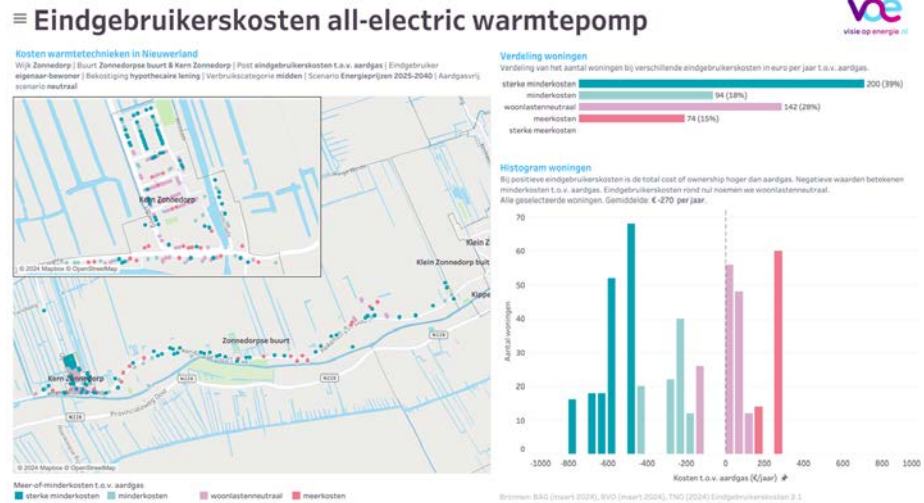 ≡ Eindgebruikerskosten all-electric warmtepomp
voe
visie op energie.nl
Kosten warmtetechnieken in Nieuwerland
Wijk Zonnedorp | Buurt Zonnedorpse buurt & Kern Zonnedorp | Post eindgebruikerskosten t.o.v. aardgas | Eindgebruiker
eigenaar-bewoner | Bekostiging hypothecaire lening | Verbruikscategorie midden | Scenario Energieprijzen 2025-2040 | Aardgasvrij
scenario neutraal
Kern Zonnedorp
© 2024 Mapbox © OpenStreetMap
Klein Z
Klein Zonnedorp buit
Kippe
N228
Zonnedorpse buurt
Kern Zonnedorp
N228
N228
N228
Provincialeweg Oost
© 2024 Mapbox © OpenStreetMap
Meer-of-minderkosten t.o.v. aardgas
sterke minderkosten minderkosten woonlastenneutraal meerkosten
Verdeling woningen
Verdeling van het aantal woningen bij verschillende eindgebruikerskosten in euro per jaar t.o.v. aardgas.
sterke minderkosten 200 (39%)
minderkosten 94 (18%)
woonlastenneutraal 142 (28%)
meerkosten 74 (15%)
sterke meerkosten
Histogram woningen
Bij positieve eindgebruikerskosten is de total cost of ownership hoger dan aardgas. Negatieve waarden betekenen
minderkosten t.o.v. aardgas. Eindgebruikerskosten rond nul noemen we woonlastenneutraal.
Alle geselecteerde woningen. Gemiddelde: € -270 per jaar.
70
60
50
40
30
20
10
0
Aantal woningen
-1000 -800 -600 -400 -200 0 200 400 600 800 1000
Kosten t.o.v. aardgas (€/jaar)
Bronnen: BAG (maart 2024), RVO (maart 2024), TNO (2024) Eindgebruikerskosten 9.1